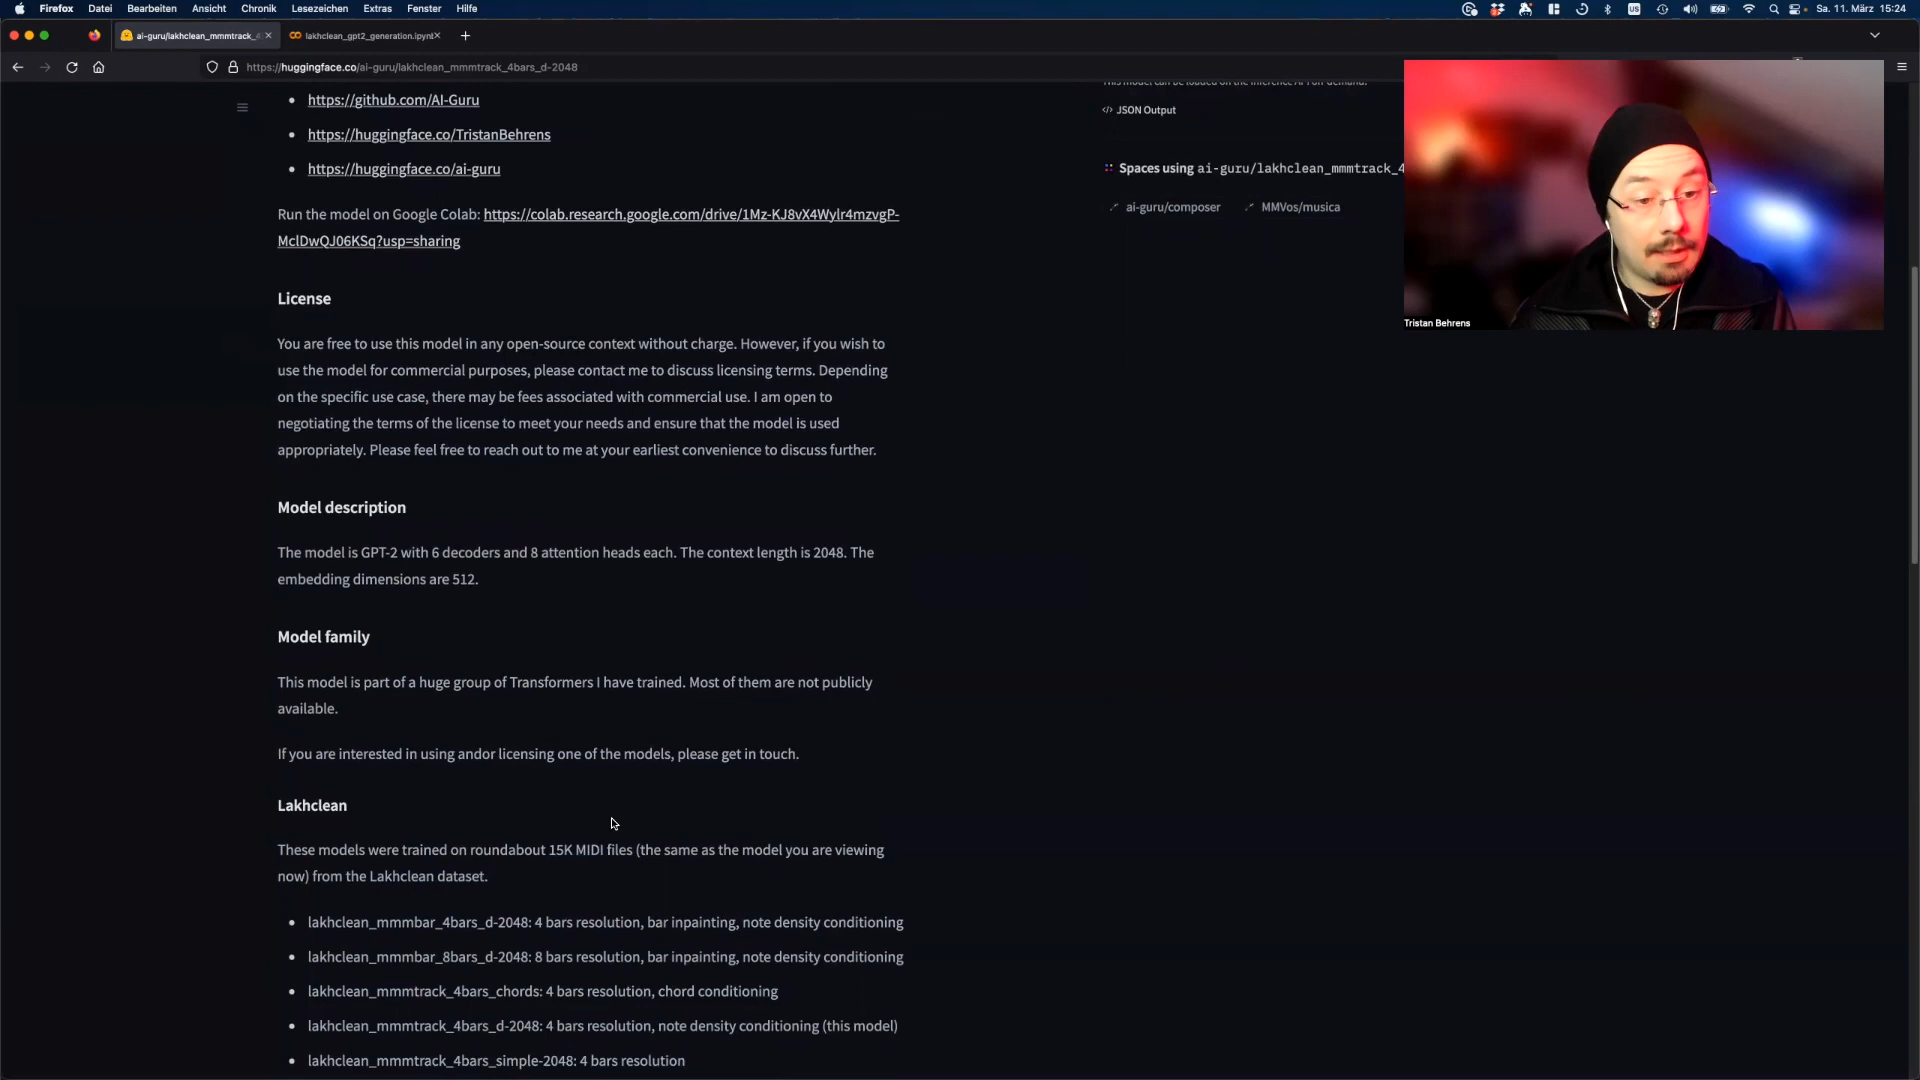 Firefox Datei Bearbeiten Ansicht Chronik Lesezeichen Extras Fenster Hilfe
US
Sa. 11. März 15:24
ai-guru/lakhclean_mmmtrack_4
lakhclean_gpt2_generation.ipynb
https://huggingface.co/ai-guru/lakhclean_mmmtrack_4bars_d-2048
This model can be loaded on the Inference API on-demand.
https://github.com/AI-Guru
</> JSON Output
https://huggingface.co/TristanBehrens
https://huggingface.co/ai-guru
Spaces using ai-guru/lakhclean_mmmtrack_4
ai-guru/composer MMVos/musica
Run the model on Google Colab: https://colab.research.google.com/drive/1Mz-KJ8vX4Wylr4mzvgP-
MclDwQJ06KSq?usp=sharing
Tristan Behrens
License
You are free to use this model in any open-source context without charge. However, if you wish to
use the model for commercial purposes, please contact me to discuss licensing terms. Depending
on the specific use case, there may be fees associated with commercial use. I am open to
negotiating the terms of the license to meet your needs and ensure that the model is used
appropriately. Please feel free to reach out to me at your earliest convenience to discuss further.
Model description
The model is GPT-2 with 6 decoders and 8 attention heads each. The context length is 2048. The
embedding dimensions are 512.
Model family
This model is part of a huge group of Transformers I have trained. Most of them are not publicly
available.
If you are interested in using andor licensing one of the models, please get in touch.
Lakhclean
These models were trained on roundabout 15K MIDI files (the same as the model you are viewing
now) from the Lakhclean dataset.
lakhclean_mmmbar_4bars_d-2048: 4 bars resolution, bar inpainting, note density conditioning
lakhclean_mmmbar_8bars_d-2048: 8 bars resolution, bar inpainting, note density conditioning
lakhclean_mmmtrack_4bars_chords: 4 bars resolution, chord conditioning
lakhclean_mmmtrack_4bars_d-2048: 4 bars resolution, note density conditioning (this model)
lakhclean_mmmtrack_4bars_simple-2048: 4 bars resolution